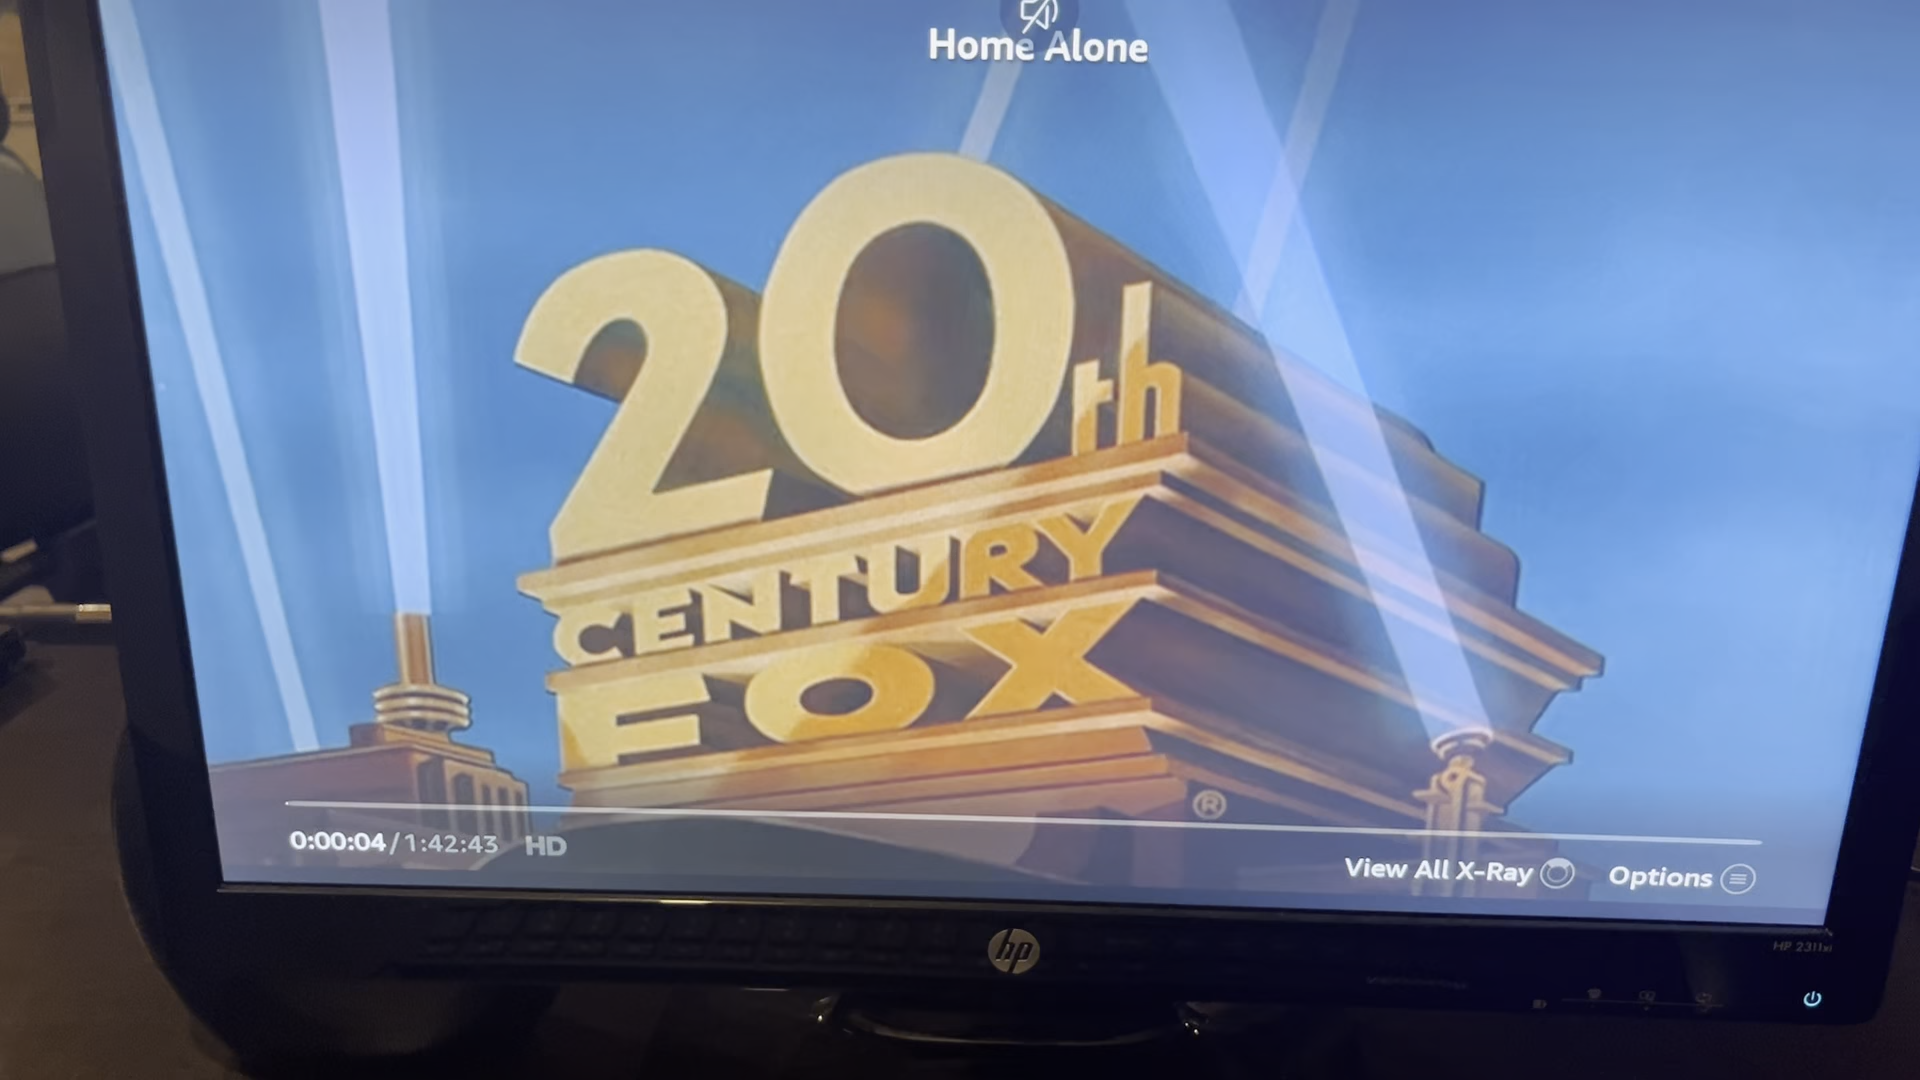 Home Alone
20th
CENTURY
FOX
®
0:00:04/1:42:43 HD
View All X-Ray Options
hp
HP 2311xi